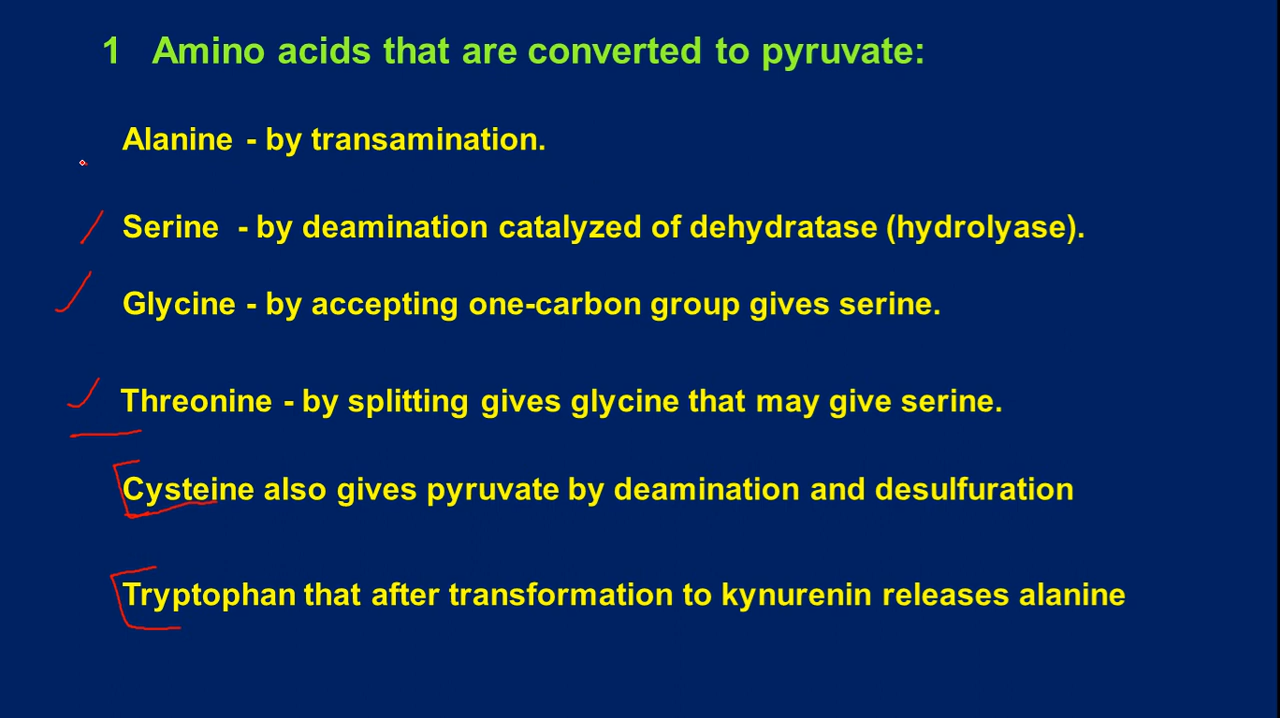 1 Amino acids that are converted to pyruvate:
Alanine - by transamination.
Serine - by deamination catalyzed of dehydratase (hydrolyase).
Glycine - by accepting one-carbon group gives serine.
Threonine - by splitting gives glycine that may give serine.
Cysteine also gives pyruvate by deamination and desulfuration
Tryptophan that after transformation to kynurenin releases alanine